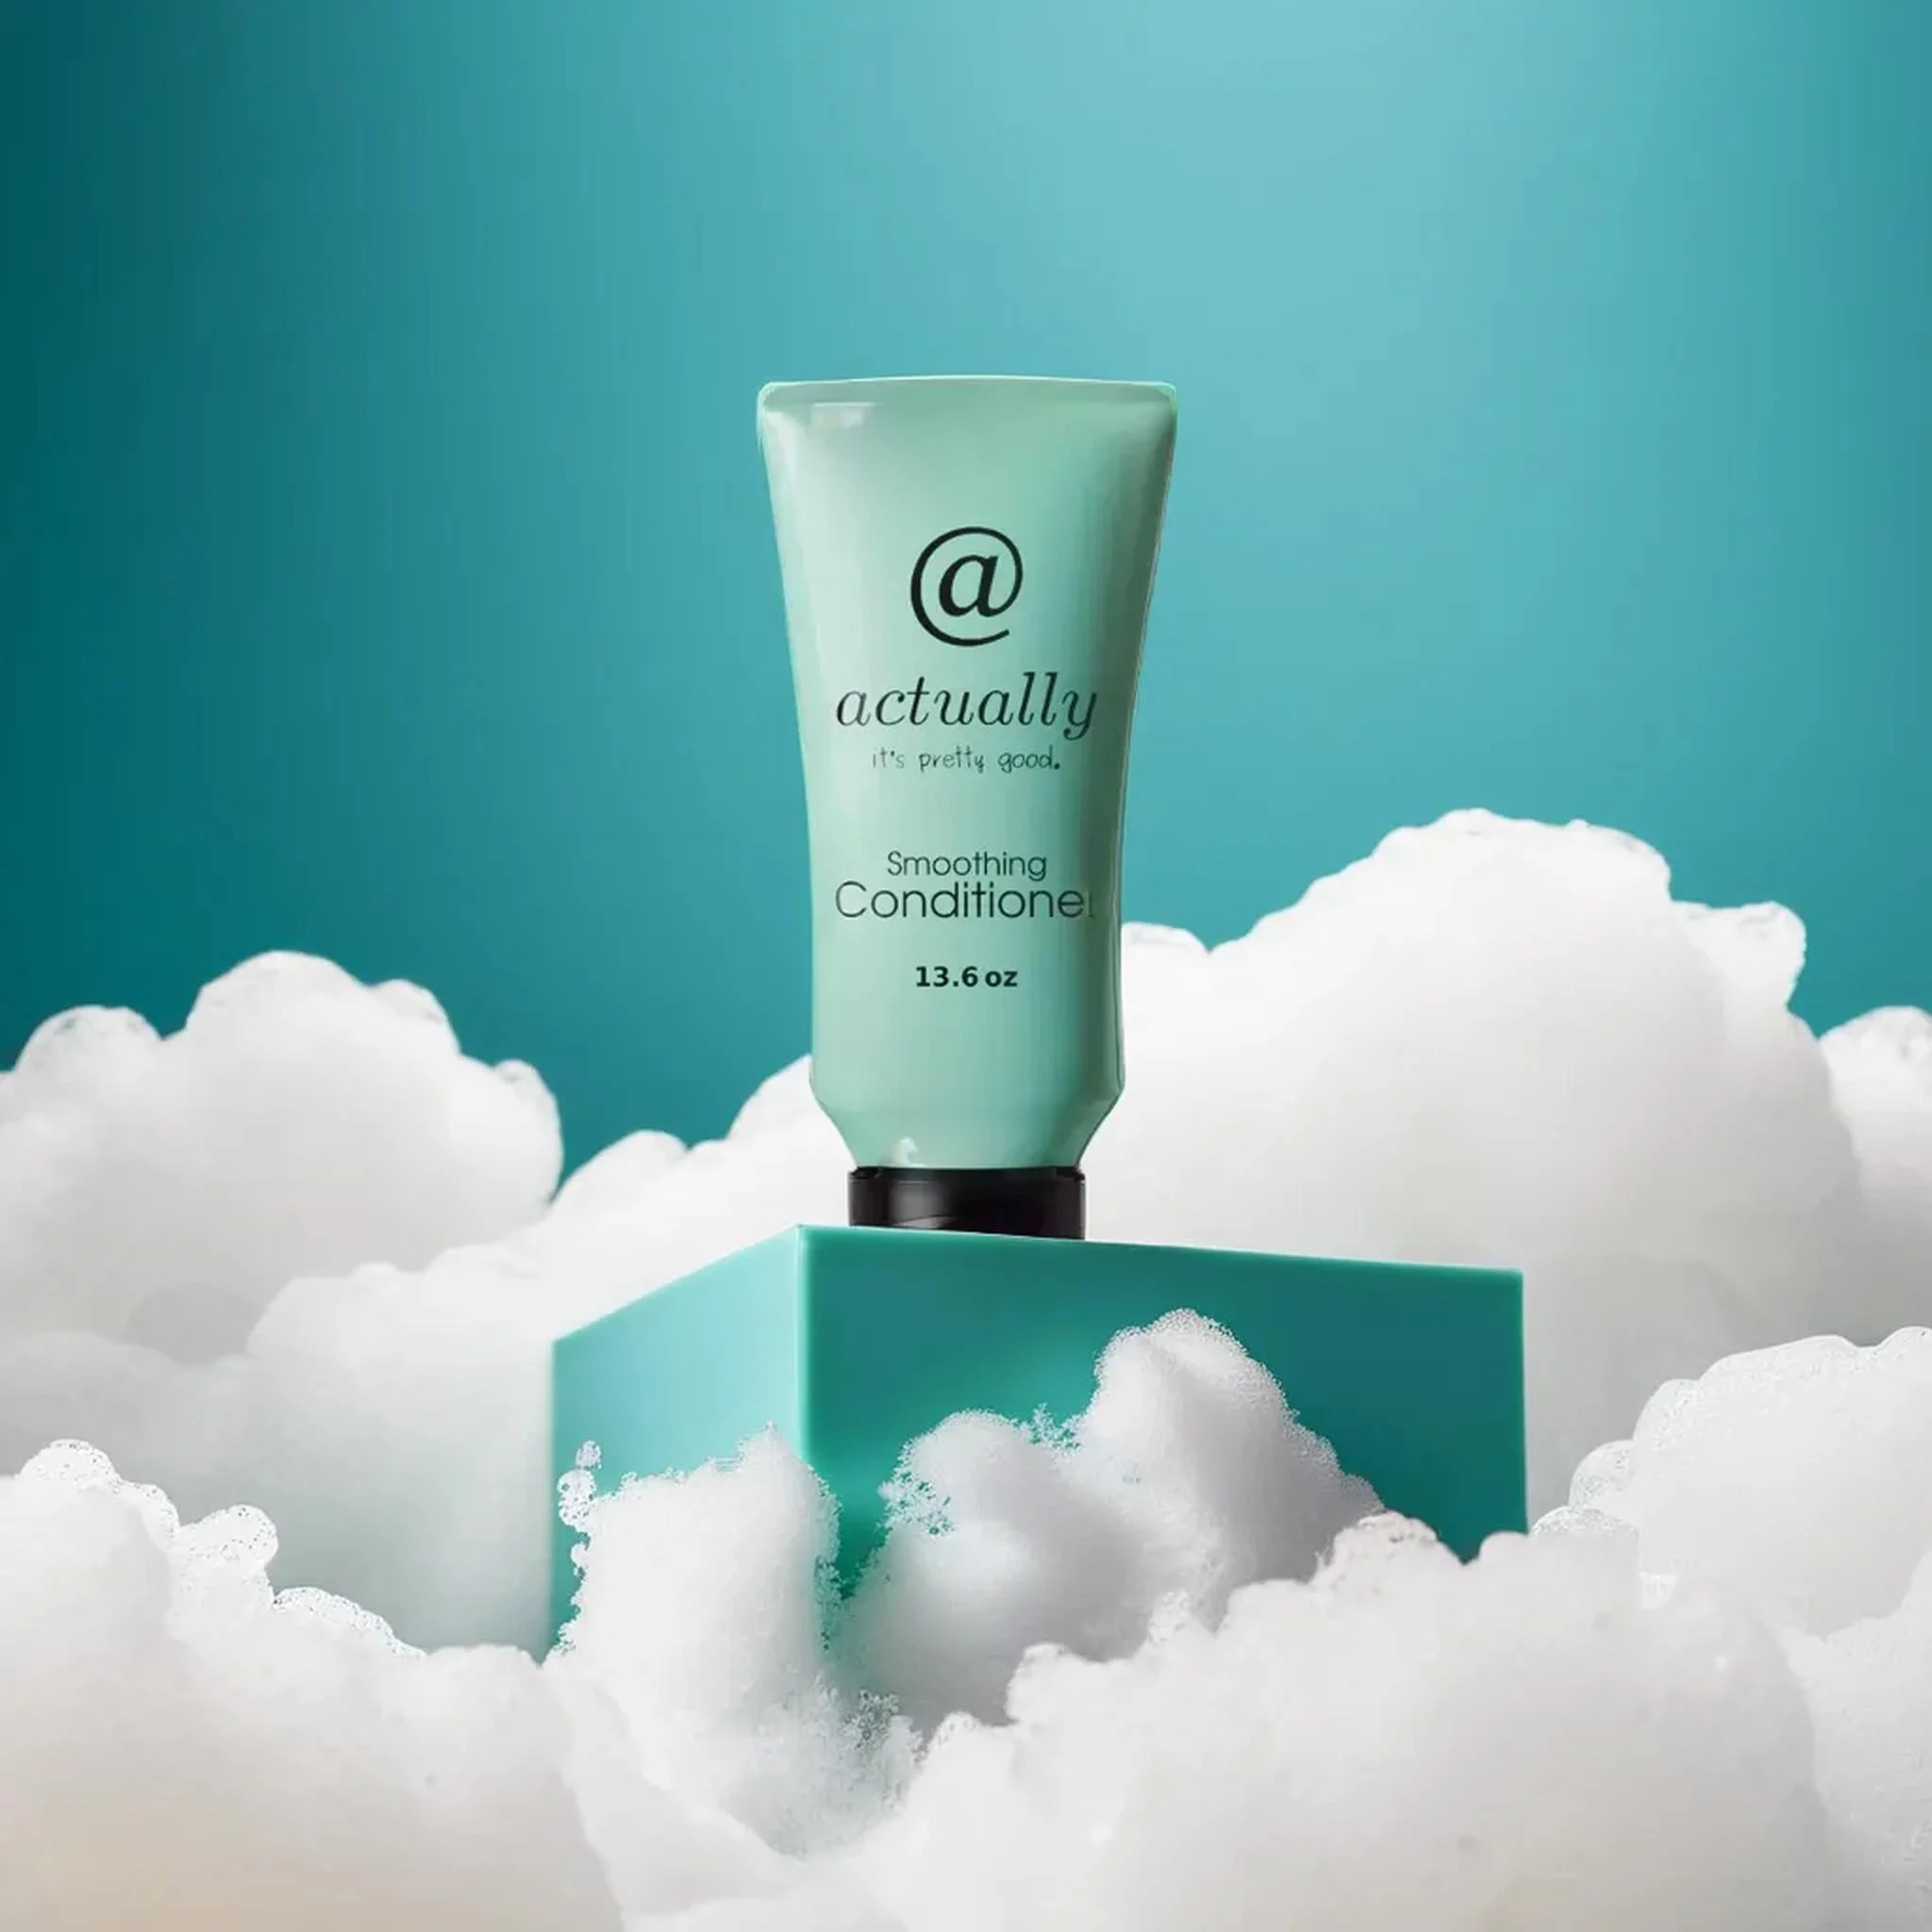 @
actually
it's pretty good.
Smoothing
Conditioner
13.6 oz